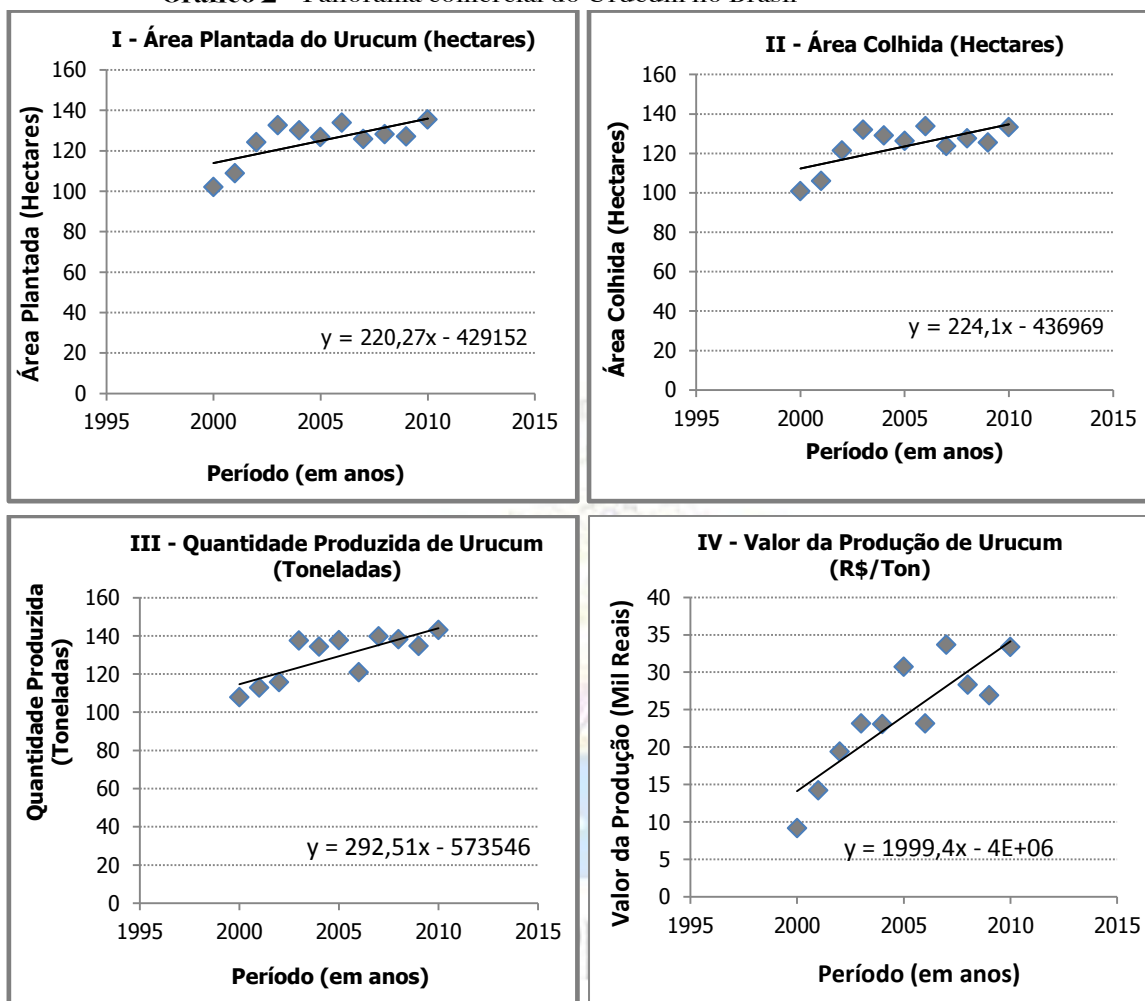 Gráfico 2 - Panorama comercial do Urucum no Brasil
I - Área Plantada do Urucum (hectares)
Área Plantada (Hectares)
160
140
120
100
80
60
40
20
0
y = 220,27x - 429152
1995 2000 2005 2010 2015
Período (em anos)
II - Área Colhida (Hectares)
Área Colhida (Hectares)
160
140
120
100
80
60
40
20
0
y = 224,1x - 436969
1995 2000 2005 2010 2015
Período (em anos)
III - Quantidade Produzida de Urucum
(Toneladas)
Quantidade Produzida
(Toneladas)
160
140
120
100
80
60
40
20
0
y = 292,51x - 573546
1995 2000 2005 2010 2015
Período (em anos)
IV - Valor da Produção de Urucum
(R$/Ton)
Valor da Produção (Mil Reais)
40
35
30
25
20
15
10
5
0
y = 1999,4x - 4E+06
1995 2000 2005 2010 2015
Período (em anos)